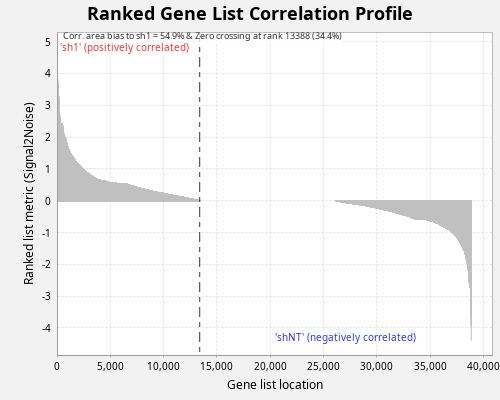 Ranked Gene List Correlation Profile
Corr. area bias to sh1 = 54.9% & Zero crossing at rank 13388 (34.4%)
'sh1' (positively correlated)
5
4
3
2
1
0
-1
-2
-3
-4
Ranked list metric (Signal2Noise)
'shNT' (negatively correlated)
0 5,000 10,000 15,000 20,000 25,000 30,000 35,000 40,000
Gene list location